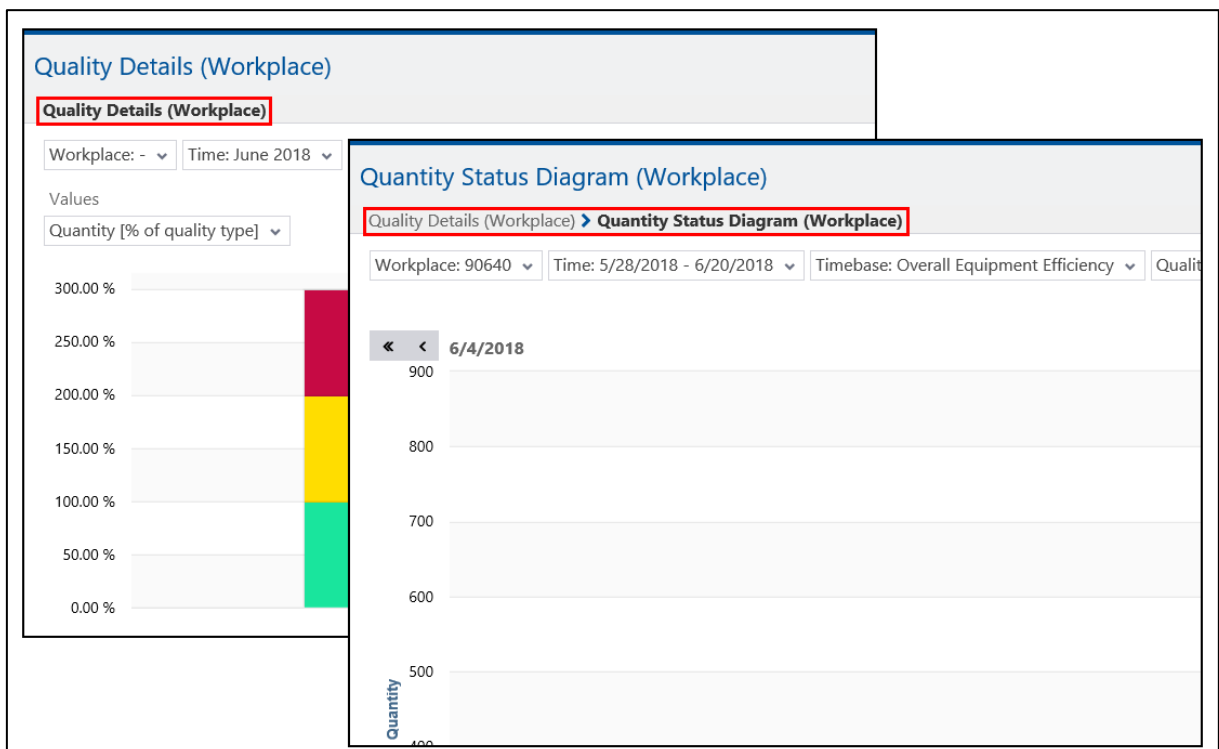 Quality Details (Workplace)
Quality Details (Workplace)
Workplace: - Time: June 2018
Values
Quantity [% of quality type]
300.00 %
250.00 %
200.00 %
150.00 %
100.00 %
50.00 %
0.00 %
Quantity Status Diagram (Workplace)
Quality Details (Workplace) > Quantity Status Diagram (Workplace)
Workplace: 90640 Time: 5/28/2018 - 6/20/2018 Timebase: Overall Equipment Efficiency Qualit
« < 6/4/2018
900
800
700
600
500
Quantity